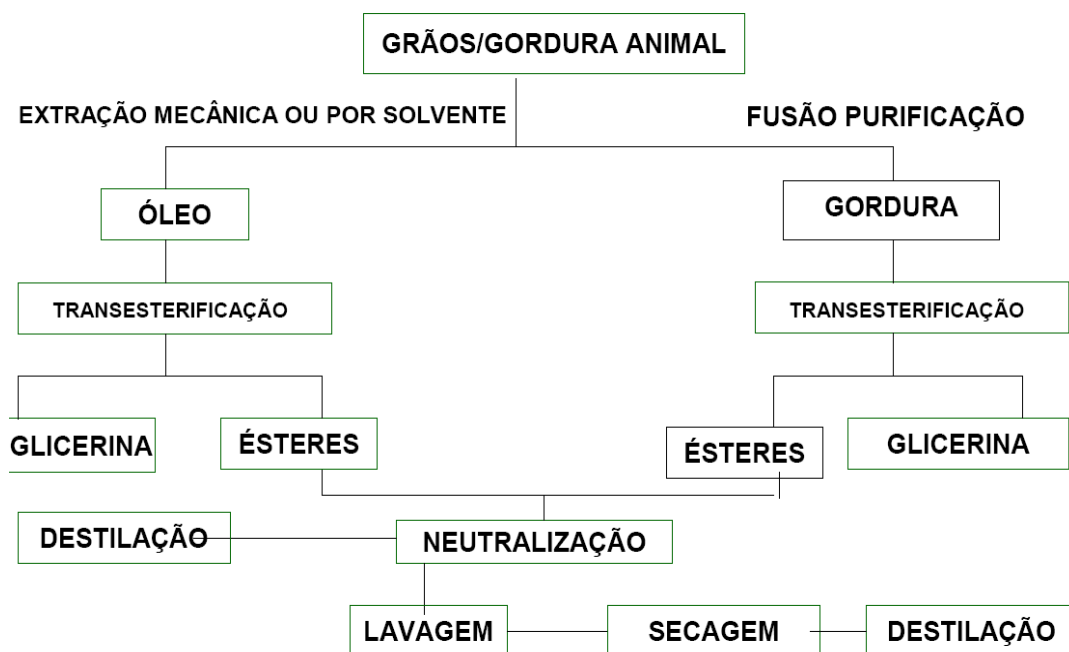 GRÃOS/GORDURA ANIMAL
EXTRAÇÃO MECÂNICA OU POR SOLVENTE
FUSÃO PURIFICAÇÃO
ÓLEO
GORDURA
TRANSESTERIFICAÇÃO
TRANSESTERIFICAÇÃO
GLICERINA
ÉSTERES
ÉSTERES
GLICERINA
DESTILAÇÃO
NEUTRALIZAÇÃO
LAVAGEM
SECAGEM
DESTILAÇÃO